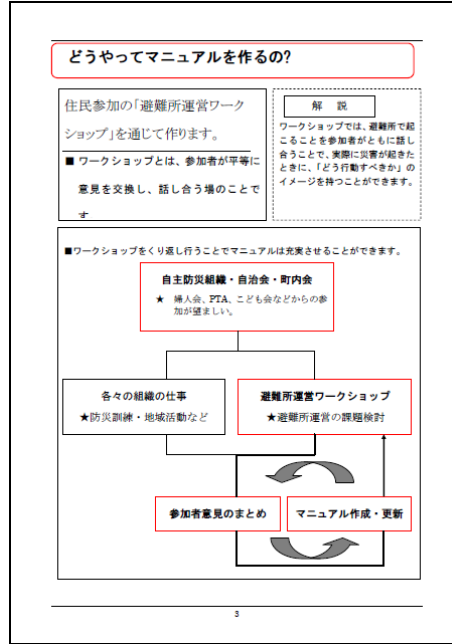 どうやってマニュアルを作るの?
住民参加の「避難所運営ワーク
ショップ」を通じて作ります。
■ ワークショップとは、参加者が平等に
意見を交換し、話し合う場のことで
す
解　説
ワークショップでは、避難所で起
こることを参加者がともに話し
合うことで、実際に災害が起きた
ときに、「どう行動すべきか」の
イメージを持つことができます。
■ワークショップをくり返し行うことでマニュアルは充実させることができます。
自主防災組織・自治会・町内会
★ 婦人会、PTA、こども会などからの参
加が望ましい。
各々の組織の仕事
★防災訓練・地域活動など
避難所運営ワークショップ
★避難所運営の課題検討
参加者意見のまとめ
マニュアル作成・更新
3